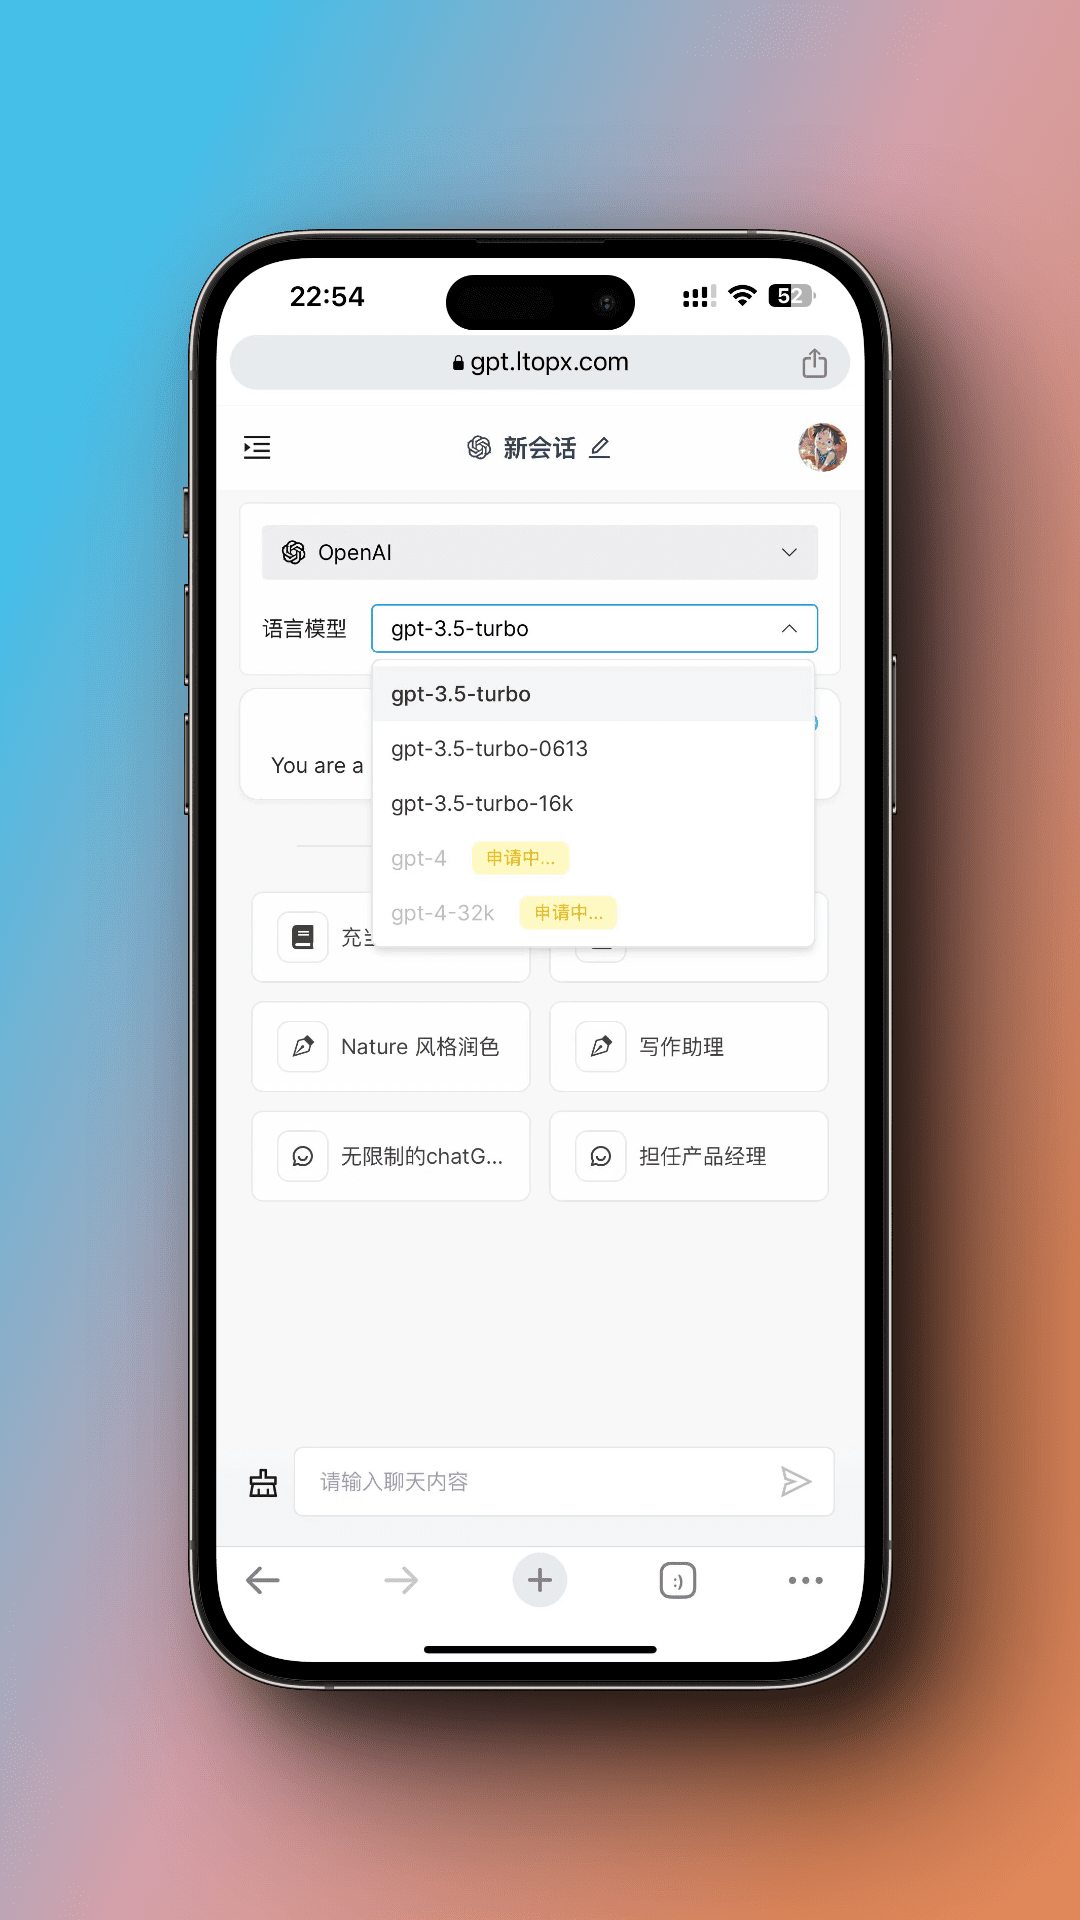 22:54
52
gpt.ltopx.com
新会话
OpenAI
语言模型 gpt-3.5-turbo
gpt-3.5-turbo
gpt-3.5-turbo-0613
You are a
gpt-3.5-turbo-16k
gpt-4 申请中...
gpt-4-32k 申请中...
充
Nature 风格润色
写作助理
无限制的chatG...
担任产品经理
请输入聊天内容
:)